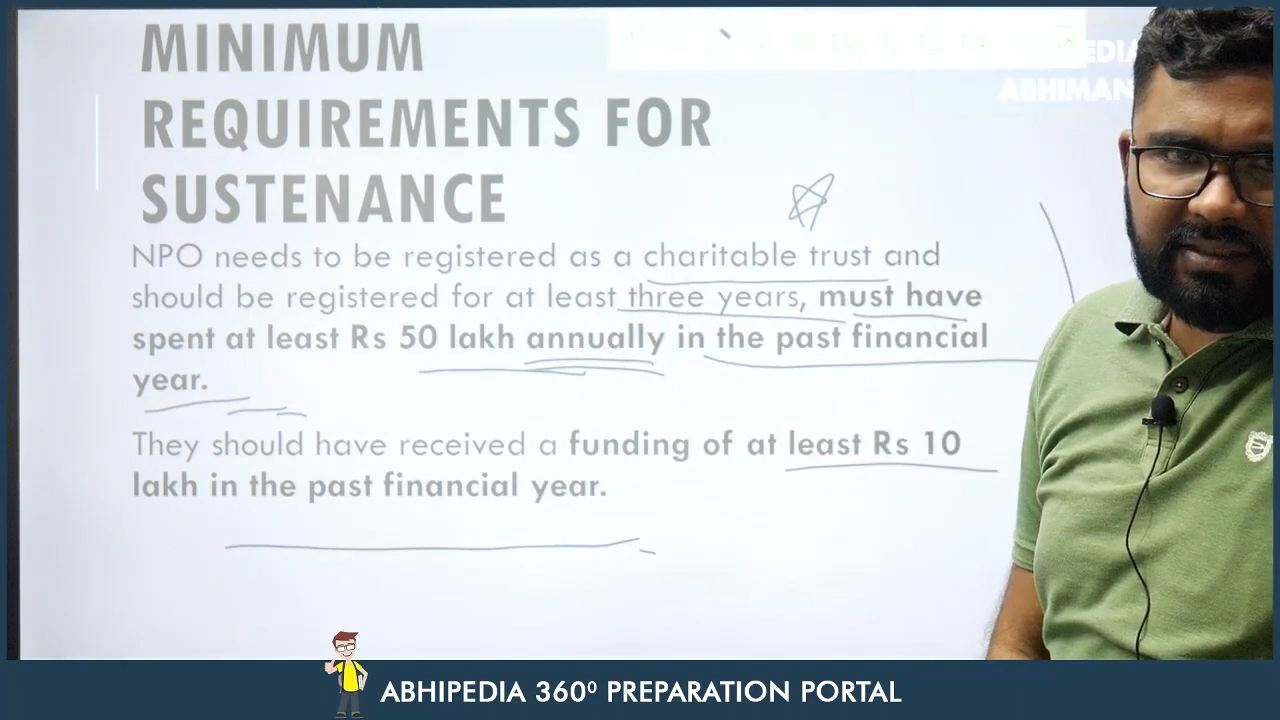 MINIMUM
REQUIREMENTS FOR
SUSTENANCE
EDIA
ABHIMAN
NPO needs to be registered as a charitable trust and
should be registered for at least three years, must have
spent at least Rs 50 lakh annually in the past financial
year.
They should have received a funding of at least Rs 10
lakh in the past financial year.
ABHIPEDIA 360⁰ PREPARATION PORTAL